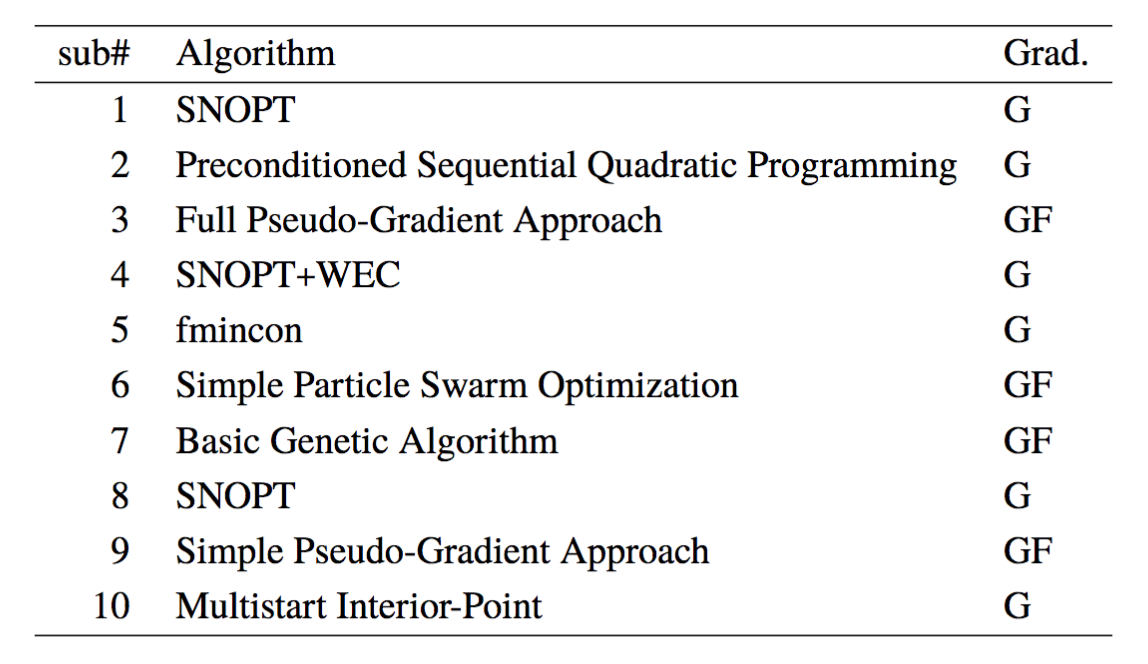 sub# Algorithm Grad.
1 SNOPT G
2 Preconditioned Sequential Quadratic Programming G
3 Full Pseudo-Gradient Approach GF
4 SNOPT+WEC G
5 fmincon G
6 Simple Particle Swarm Optimization GF
7 Basic Genetic Algorithm GF
8 SNOPT G
9 Simple Pseudo-Gradient Approach GF
10 Multistart Interior-Point G